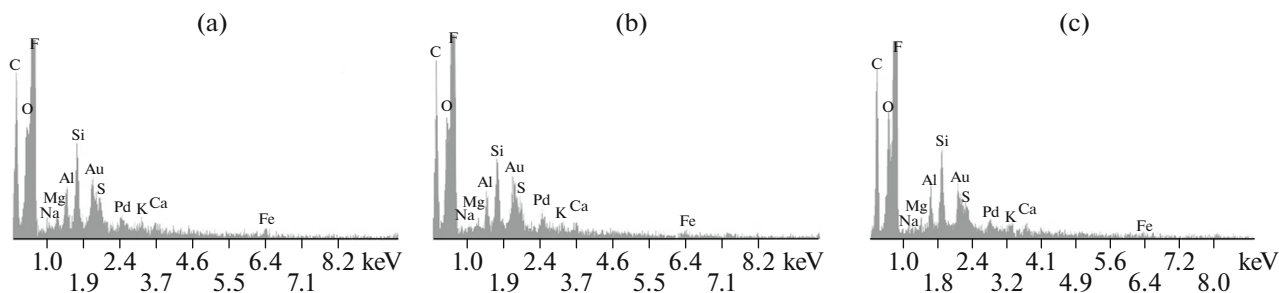 (a)
C
F
O
Si
Mg
Na
Al
Au
S
Pd
K
Ca
Fe
1.0 2.4 4.6 6.4 8.2 keV
1.9 3.7 5.5 7.1
(b)
C
F
O
Si
Mg
Na
Al
Au
S
Pd
K
Ca
Fe
1.0 2.4 4.6 6.4 8.2 keV
1.9 3.7 5.5 7.1
(c)
C
F
O
Si
Al
Mg
Na
Au
S
Pd
K
Ca
Fe
1.0 2.4 4.1 5.6 7.2 keV
1.8 3.2 4.9 6.4 8.0